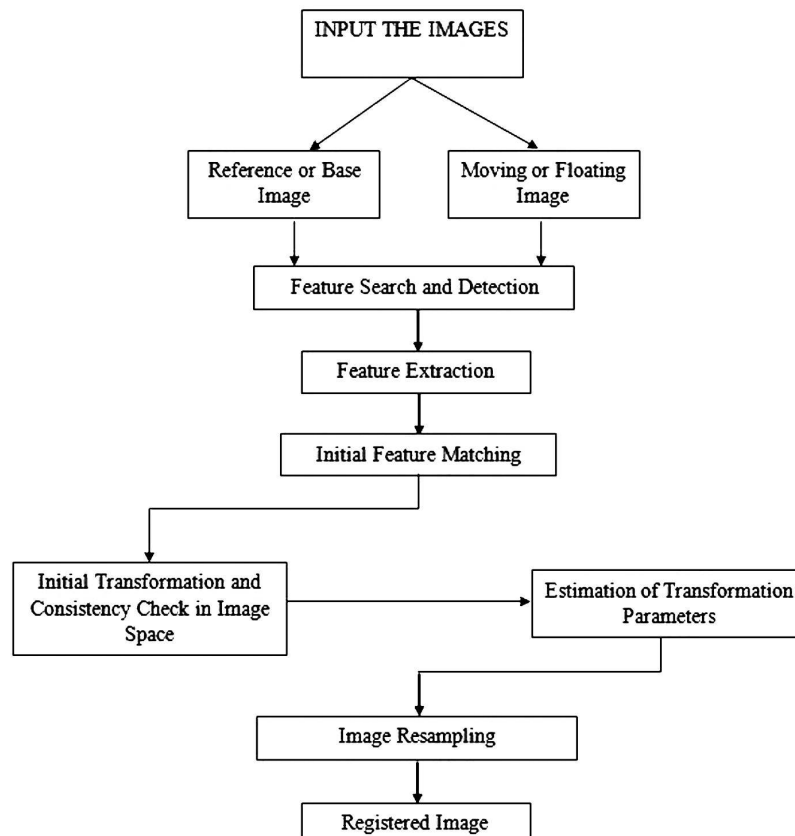 INPUT THE IMAGES
Reference or Base
Image
Moving or Floating
Image
Feature Search and Detection
Feature Extraction
Initial Feature Matching
Initial Transformation and
Consistency Check in Image
Space
Estimation of Transformation
Parameters
Image Resampling
Registered Image